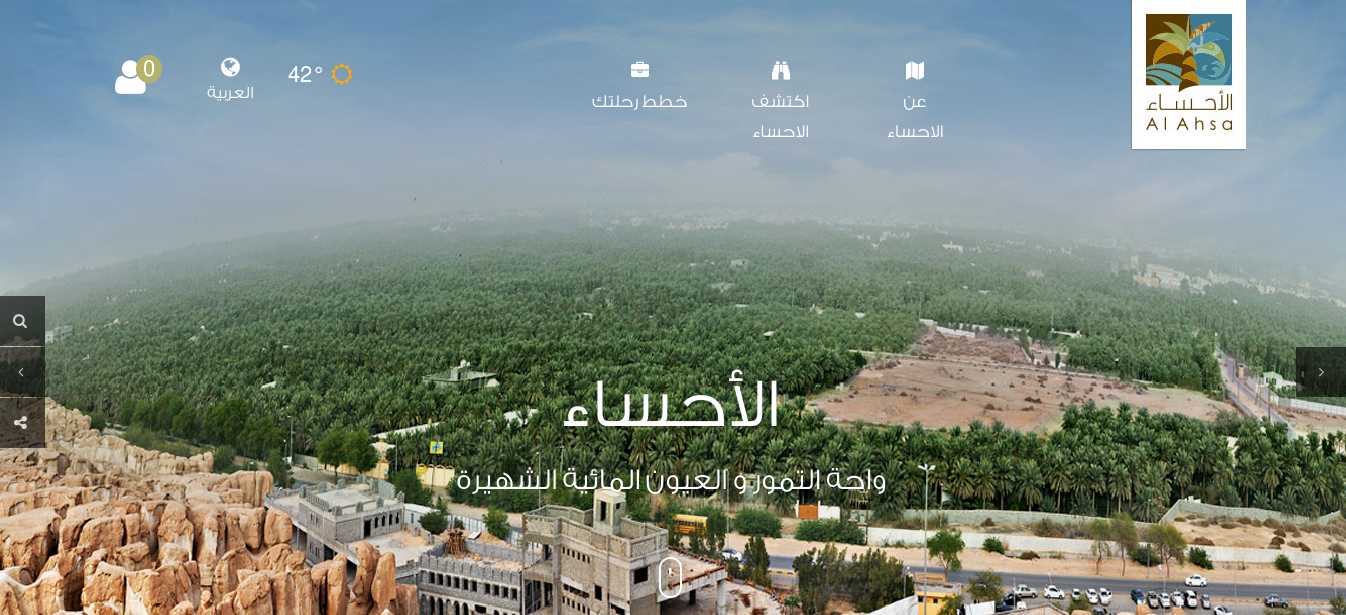 الأحساء
Al Ahsa
عن
الاحساء
اكتشف
الاحساء
خطط رحلتك
42°
العربية
0
الأحساء
واحة التمور و العيون المائية الشهيرة